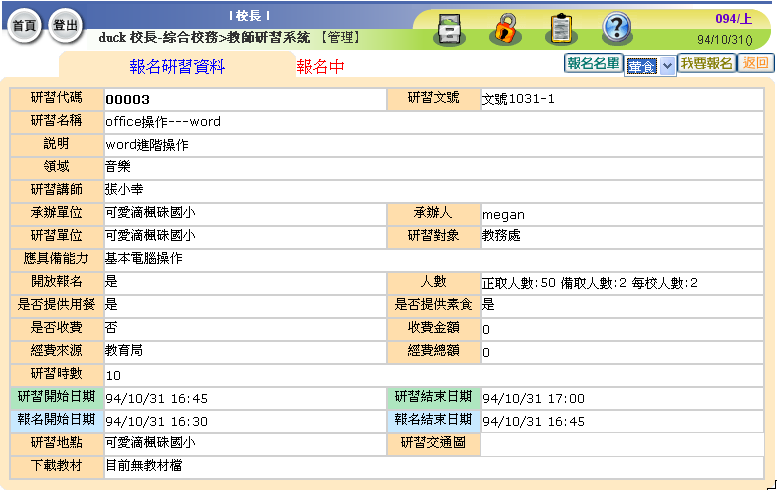 首頁 登出 | 校長 | 094/上
duck 校長-綜合校務>教師研習系統 【管理】 94/10/31()
報名研習資料 報名中 報名名單 葷食 我要報名 返回
研習代碼 00003 研習文號 文號1031-1
研習名稱 office操作---word
說明 word進階操作
領域 音樂
研習講師 張小幸
承辦單位 可愛滴楓硃國小 承辦人 megan
研習單位 可愛滴楓硃國小 研習對象 教務處
應具備能力 基本電腦操作
開放報名 是 人數 正取人數:50 備取人數:2 每校人數:2
是否提供用餐 是 是否提供素食 是
是否收費 否 收費金額 0
經費來源 教育局 經費總額 0
研習時數 10
研習開始日期 94/10/31 16:45 研習結束日期 94/10/31 17:00
報名開始日期 94/10/31 16:30 報名結束日期 94/10/31 16:45
研習地點 可愛滴楓硃國小 研習交通圖
下載教材 目前無教材檔